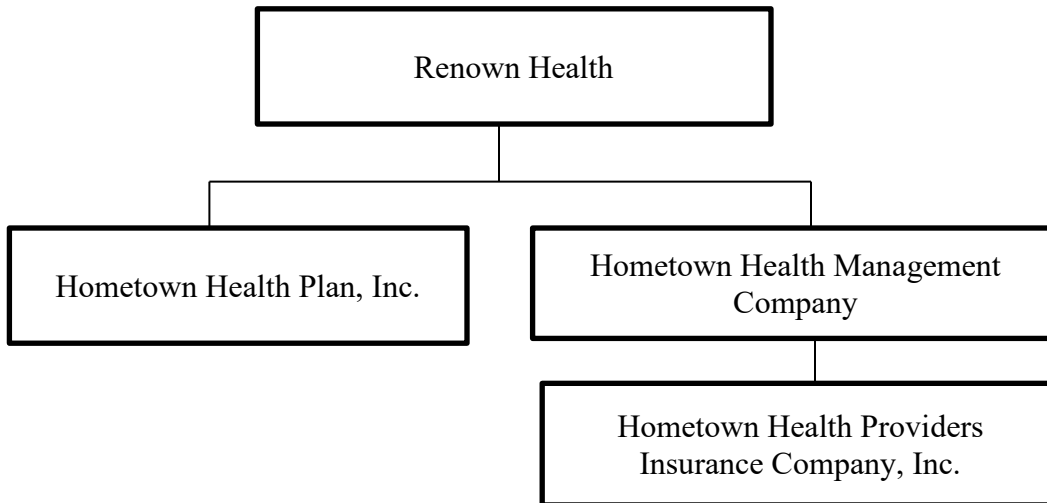 Renown Health
Hometown Health Plan, Inc.
Hometown Health Management
Company
Hometown Health Providers
Insurance Company, Inc.